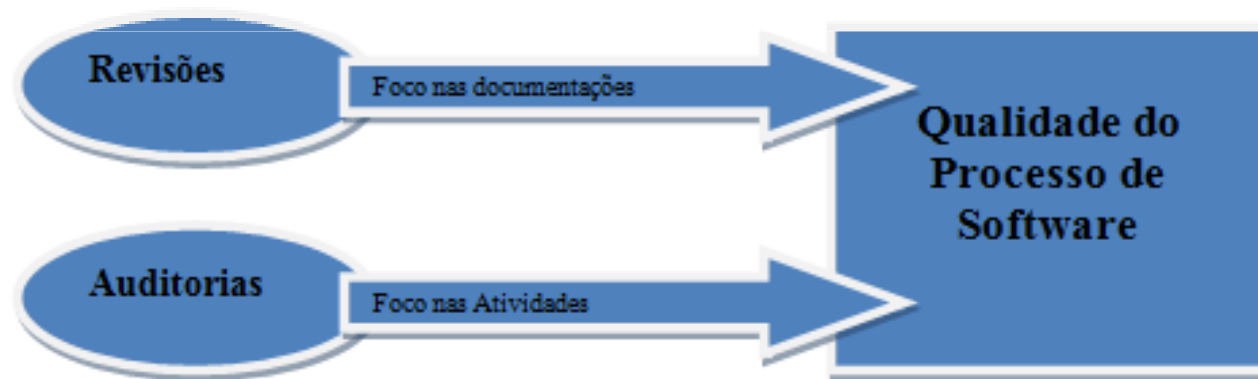 Revisões
Foco nas documentações
Qualidade do
Processo de
Software
Auditorias
Foco nas Atividades